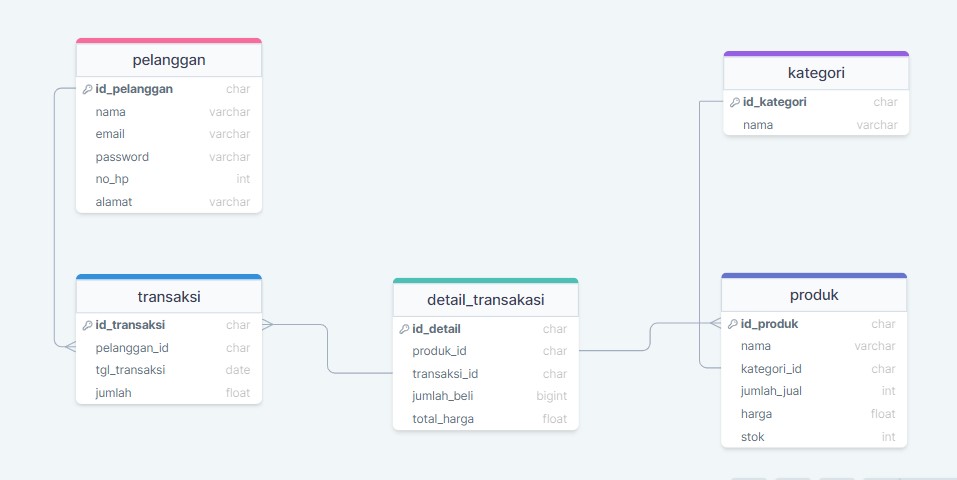 pelanggan
id_pelanggan char
nama varchar
email varchar
password varchar
no_hp int
alamat varchar
kategori
id_kategori char
nama varchar
transaksi
id_transaksi char
pelanggan_id char
tgl_transaksi date
jumlah float
detail_transakasi
id_detail char
produk_id char
transaksi_id char
jumlah_beli bigint
total_harga float
produk
id_produk char
nama varchar
kategori_id char
jumlah_jual int
harga float
stok int